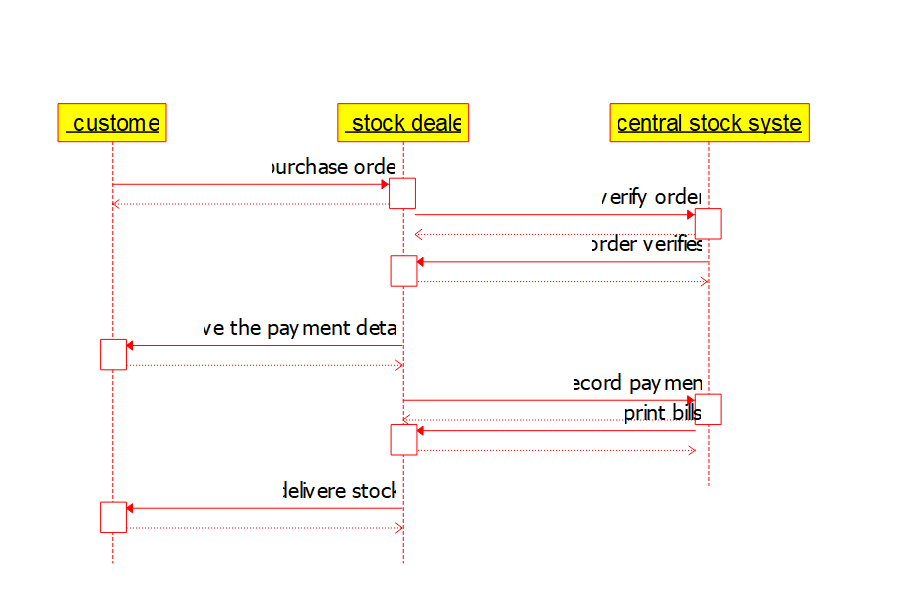 custome
stock deale
central stock syste
purchase orde
verify order
order verifies
ve the payment deta
ecord paymen
print bills
delivere stock